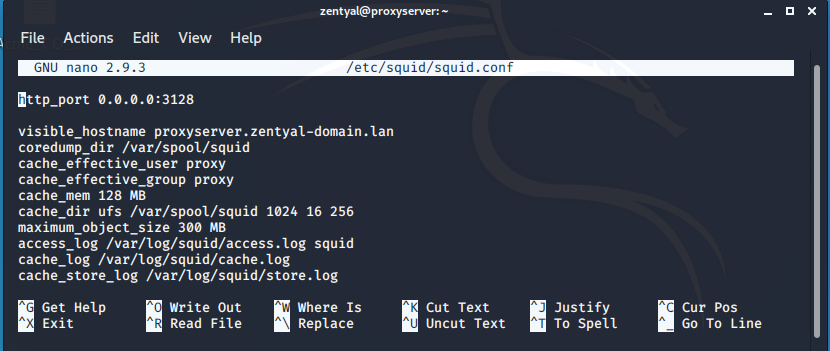 zentyal@proxyserver: ~
File Actions Edit View Help
GNU nano 2.9.3 /etc/squid/squid.conf
http_port 0.0.0.0:3128
visible_hostname proxyserver.zentyal-domain.lan
coredump_dir /var/spool/squid
cache_effective_user proxy
cache_effective_group proxy
cache_mem 128 MB
cache_dir ufs /var/spool/squid 1024 16 256
maximum_object_size 300 MB
access_log /var/log/squid/access.log squid
cache_log /var/log/squid/cache.log
cache_store_log /var/log/squid/store.log
^G Get Help ^O Write Out ^W Where Is ^K Cut Text ^J Justify ^C Cur Pos
^X Exit ^R Read File ^\ Replace ^U Uncut Text ^T To Spell ^_ Go To Line